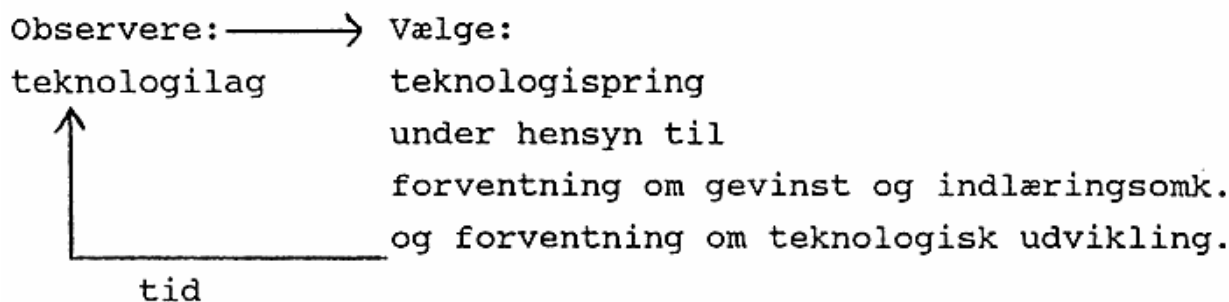 Observere: Vælge:
teknologilag teknologispring
under hensyn til
forventning om gevinst og indlæringsomk.
og forventning om teknologisk udvikling.
tid